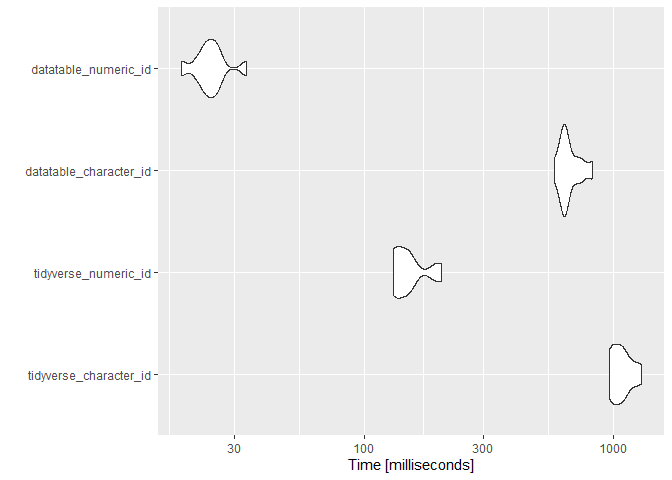 datatable_numeric_id
datatable_character_id
tidyverse_numeric_id
tidyverse_character_id
30 100 300 1000
Time [milliseconds]